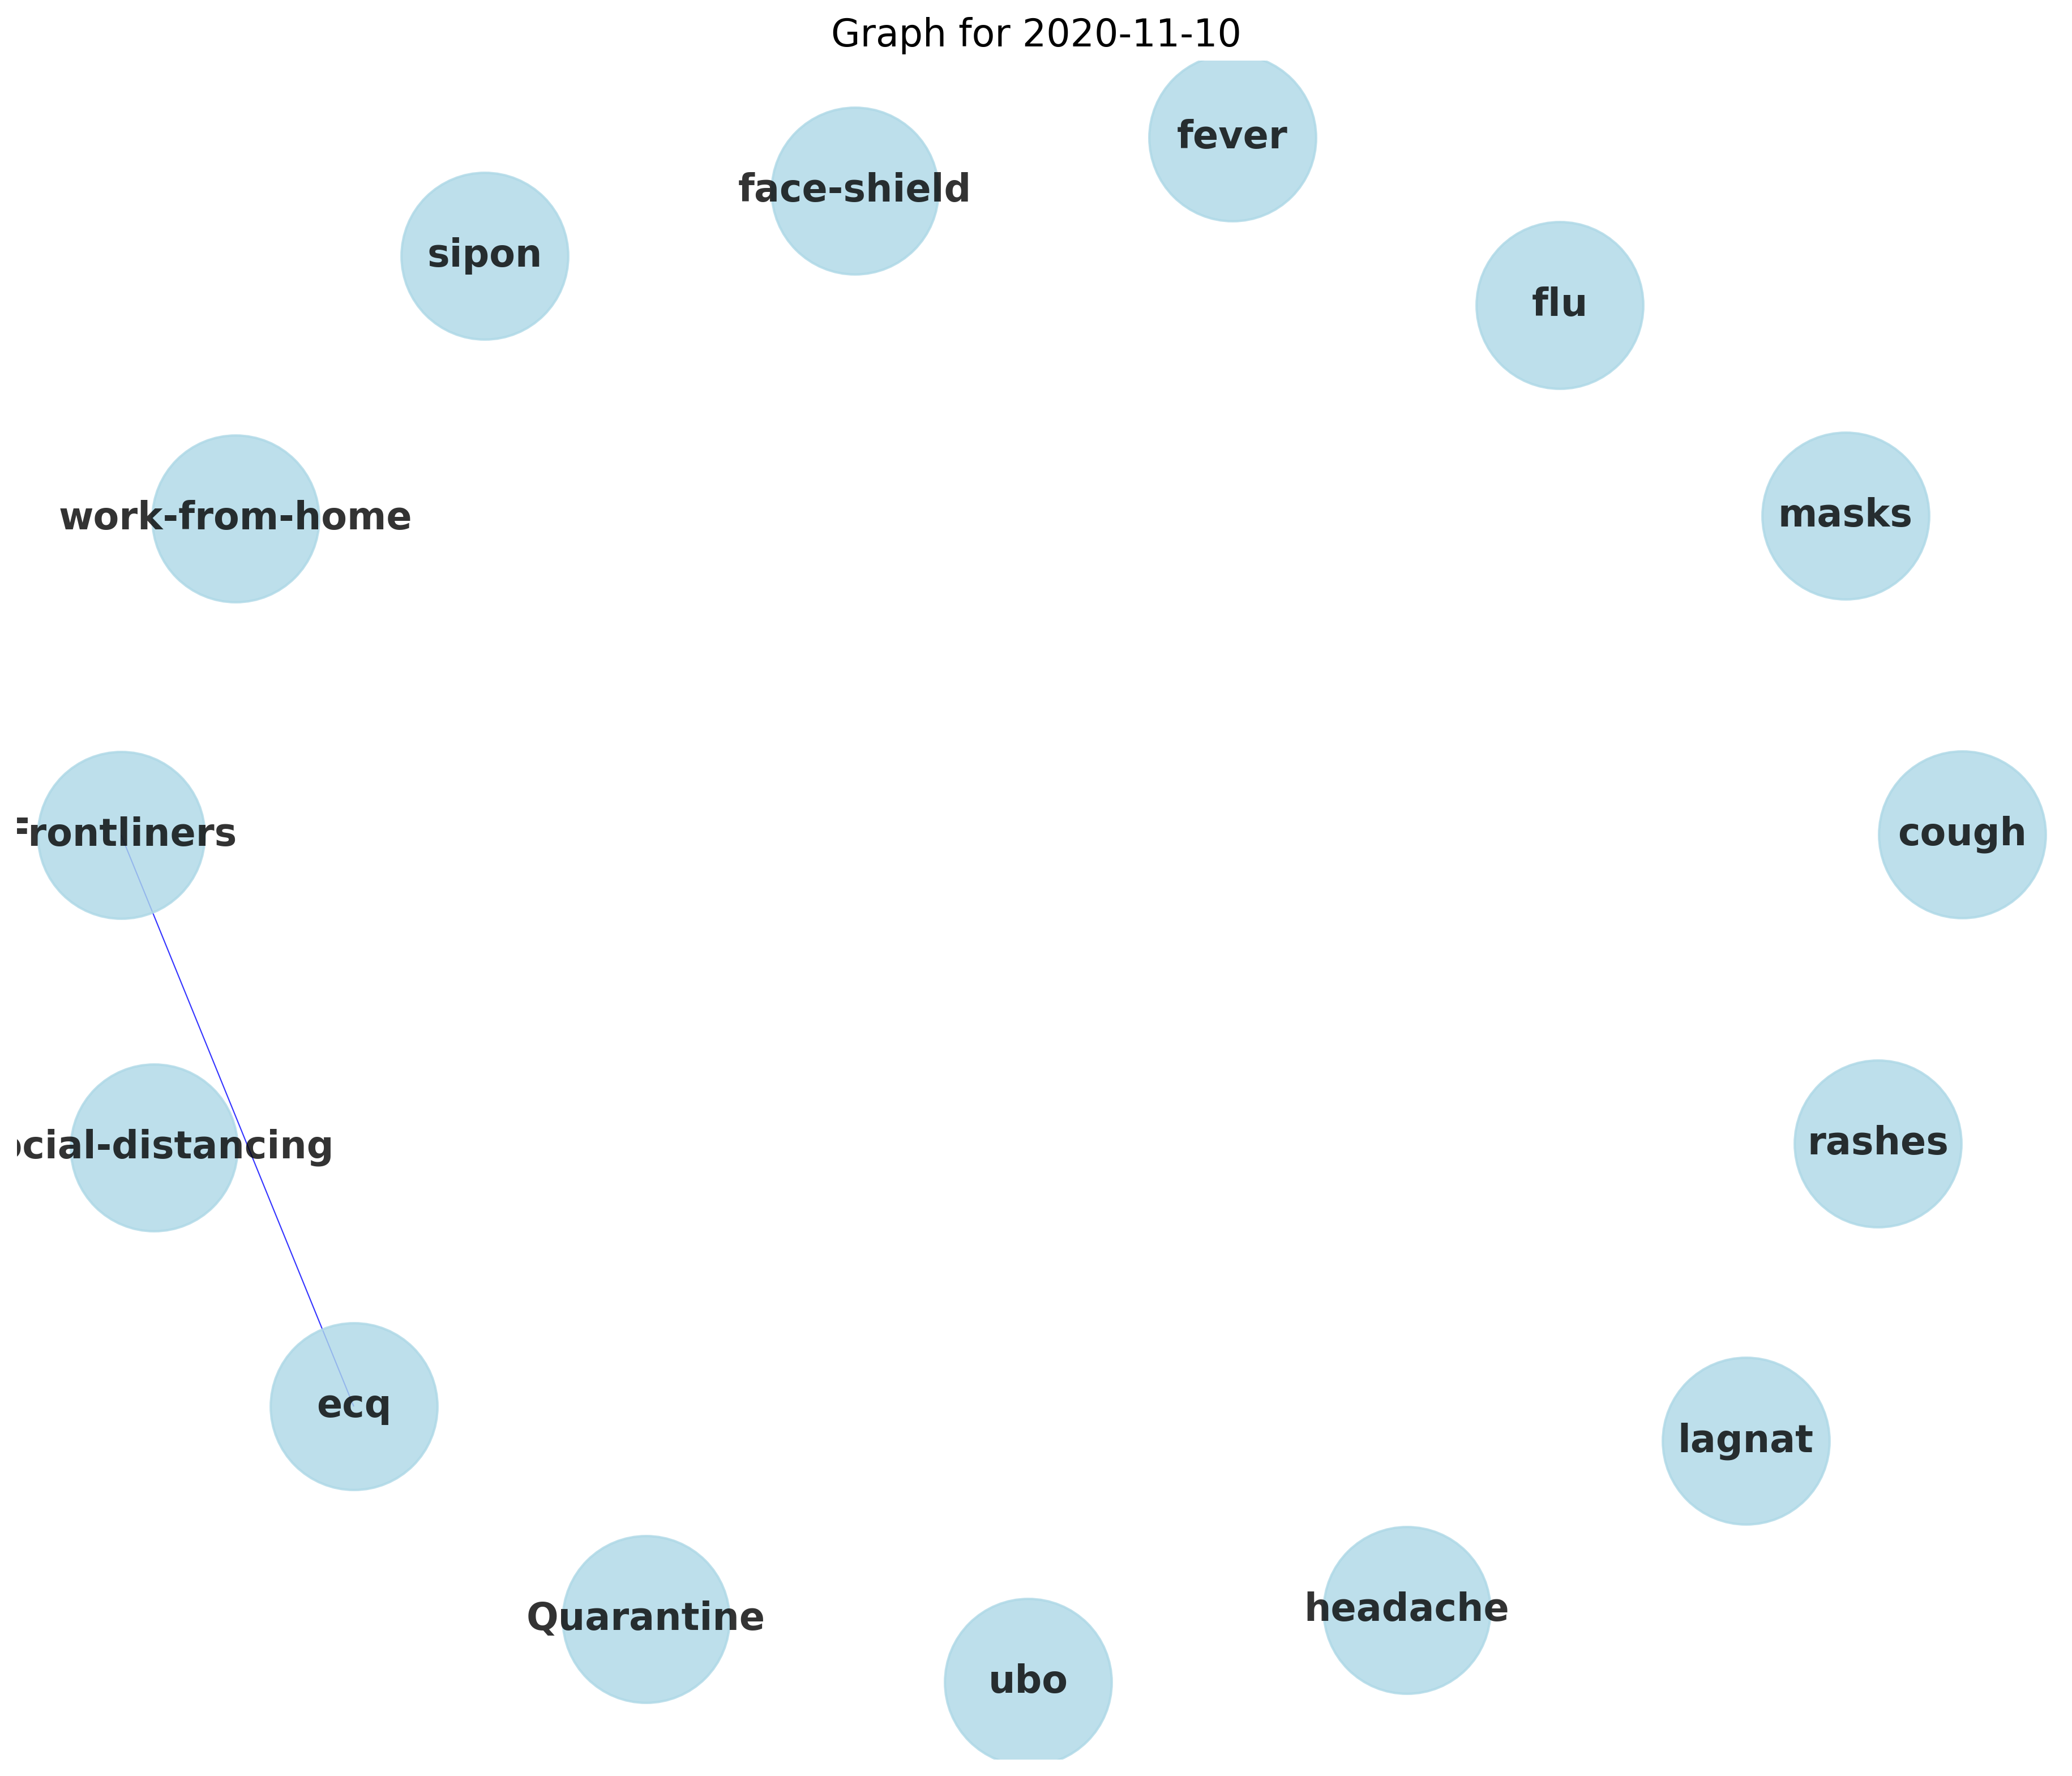 Graph for 2020-11-10
fever
face-shield
sipon
flu
masks
work-from-home
Frontliners
cough
rashes
ocial-distancing
ecq
lagnat
headache
Quarantine
ubo